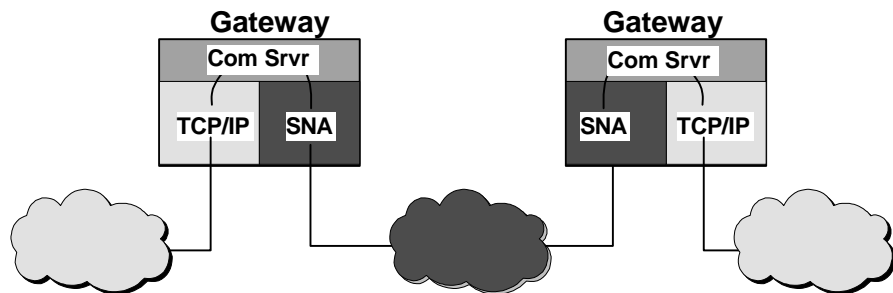 Gateway
Com Srvr
TCP/IP
SNA
Gateway
Com Srvr
SNA
TCP/IP